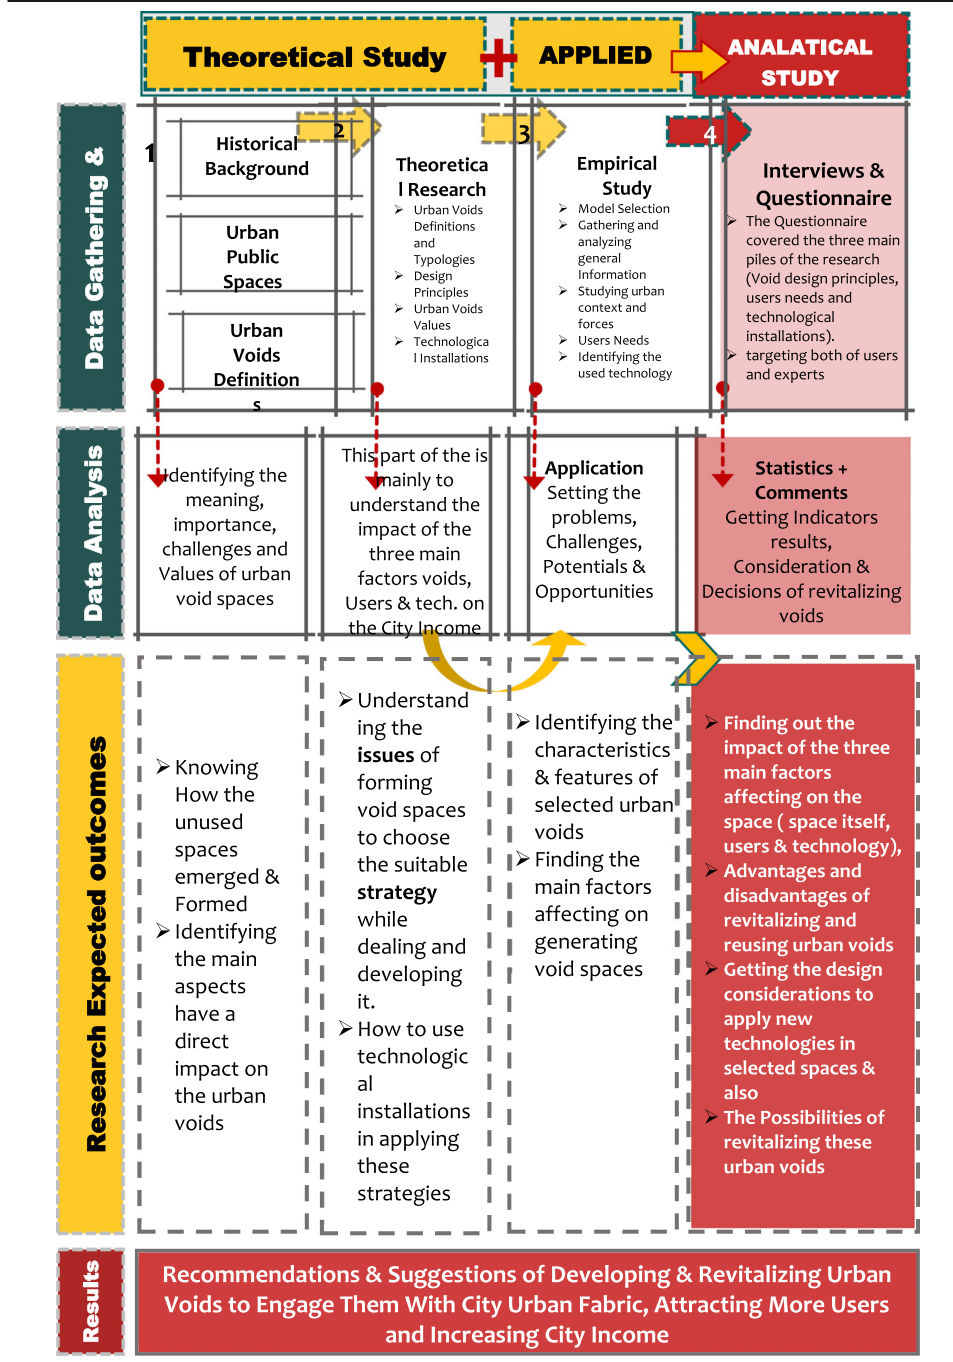 Theoretical Study
APPLIED
ANALATICAL
STUDY
Data Gathering &
1
Historical
Background
Urban
Public
Spaces
Urban
Voids
Definition
s
2
Theoretica
l Research
➢ Urban Voids
Definitions
and
Typologies
➢ Design
Principles
➢ Urban Voids
Values
➢ Technologica
l Installations
3
Empirical
Study
➢ Model Selection
➢ Gathering and
analyzing
general
Information
➢ Studying urban
context and
forces
➢ Users Needs
➢ Identifying the
used technology
4
Interviews &
Questionnaire
➢ The Questionnaire
covered the three main
piles of the research
(Void design principles,
users needs and
technological
installations).
➢ targeting both of users
and experts
Data Analysis
Identifying the
meaning,
importance,
challenges and
Values of urban
void spaces
This part of the is
mainly to
understand the
impact of the
three main
factors voids,
Users & tech. on
the City Income
Application
Setting the
problems,
Challenges,
Potentials &
Opportunities
Statistics +
Comments
Getting Indicators
results,
Consideration &
Decisions of revitalizing
voids
Research Expected outcomes
➢ Knowing
How the
unused
spaces
emerged &
Formed
➢ Identifying
the main
aspects
have a
direct
impact on
the urban
voids
➢ Understand
ing the
issues of
forming
void spaces
to choose
the suitable
strategy
while
dealing and
developing
it.
➢ How to use
technologic
al
installations
in applying
these
strategies
➢ Identifying the
characteristics
& features of
selected urban
voids
➢ Finding the
main factors
affecting on
generating
void spaces
➢ Finding out the
impact of the three
main factors
affecting on the
space ( space itself,
users & technology),
➢ Advantages and
disadvantages of
revitalizing and
reusing urban voids
➢ Getting the design
considerations to
apply new
technologies in
selected spaces &
also
➢ The Possibilities of
revitalizing these
urban voids
Results
Recommendations & Suggestions of Developing & Revitalizing Urban
Voids to Engage Them With City Urban Fabric, Attracting More Users
and Increasing City Income